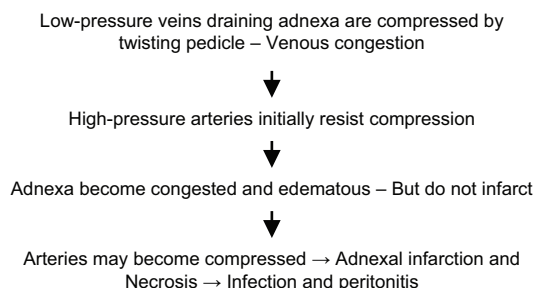 Low-pressure veins draining adnexa are compressed by
twisting pedicle – Venous congestion
High-pressure arteries initially resist compression
Adnexa become congested and edematous – But do not infarct
Arteries may become compressed → Adnexal infarction and
Necrosis → Infection and peritonitis